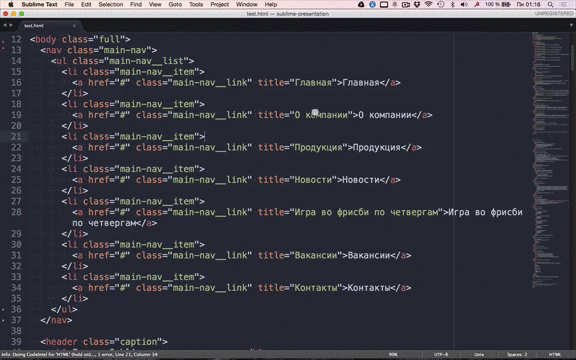 Sublime Text File Edit Selection Find View Goto Tools Project Window Help 100% Пн 01:16
test.html — sublime-presentation
UNREGISTERED
test.html
12 <body class="full">
13 <nav class="main-nav">
14 <ul class="main-nav__list">
15 <li class="main-nav__item">
16 <a href="#" class="main-nav__link" title="Главная">Главная</a>
17 </li>
18 <li class="main-nav__item">
19 <a href="#" class="main-nav__link" title="О компании">О компании</a>
20 </li>
21 <li class="main-nav__item">
22 <a href="#" class="main-nav__link" title="Продукция">Продукция</a>
23 </li>
24 <li class="main-nav__item">
25 <a href="#" class="main-nav__link" title="Новости">Новости</a>
26 </li>
27 <li class="main-nav__item">
28 <a href="#" class="main-nav__link" title="Игра во фрисби по четвергам">Игра во фрисби
по четвергам</a>
29 </li>
30 <li class="main-nav__item">
31 <a href="#" class="main-nav__link" title="Вакансии">Вакансии</a>
32 </li>
33 <li class="main-nav__item">
34 <a href="#" class="main-nav__link" title="Контакты">Контакты</a>
35 </li>
36 </ul>
37 </nav>
38
39 <header class="caption">
Info: Doing CodeIntel for 'HTML' (hold on)..., 1 error, Line 21, Column 34 99% UTF-8 Unix Spaces: 2 HTML